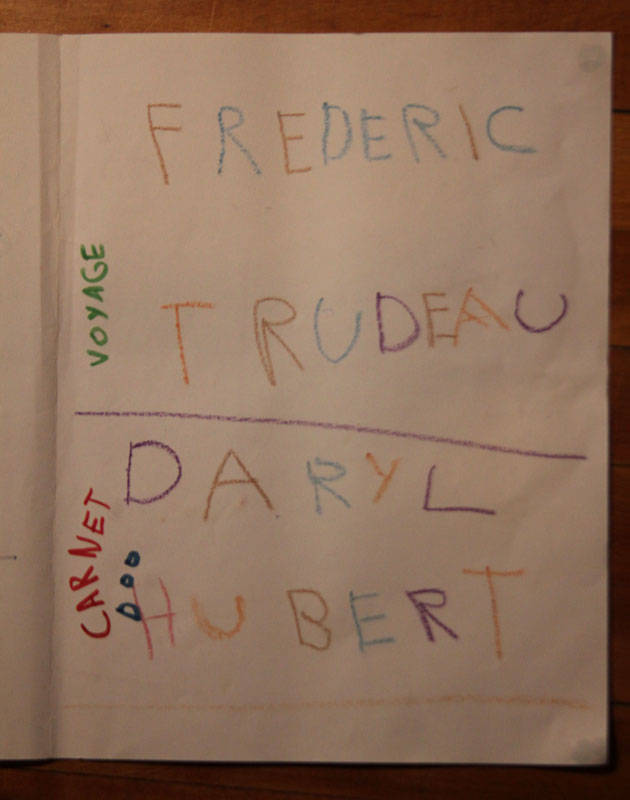 FREDERIC
TRUDEAU
DARYL
HUBERT
CARNET
VOYAGE